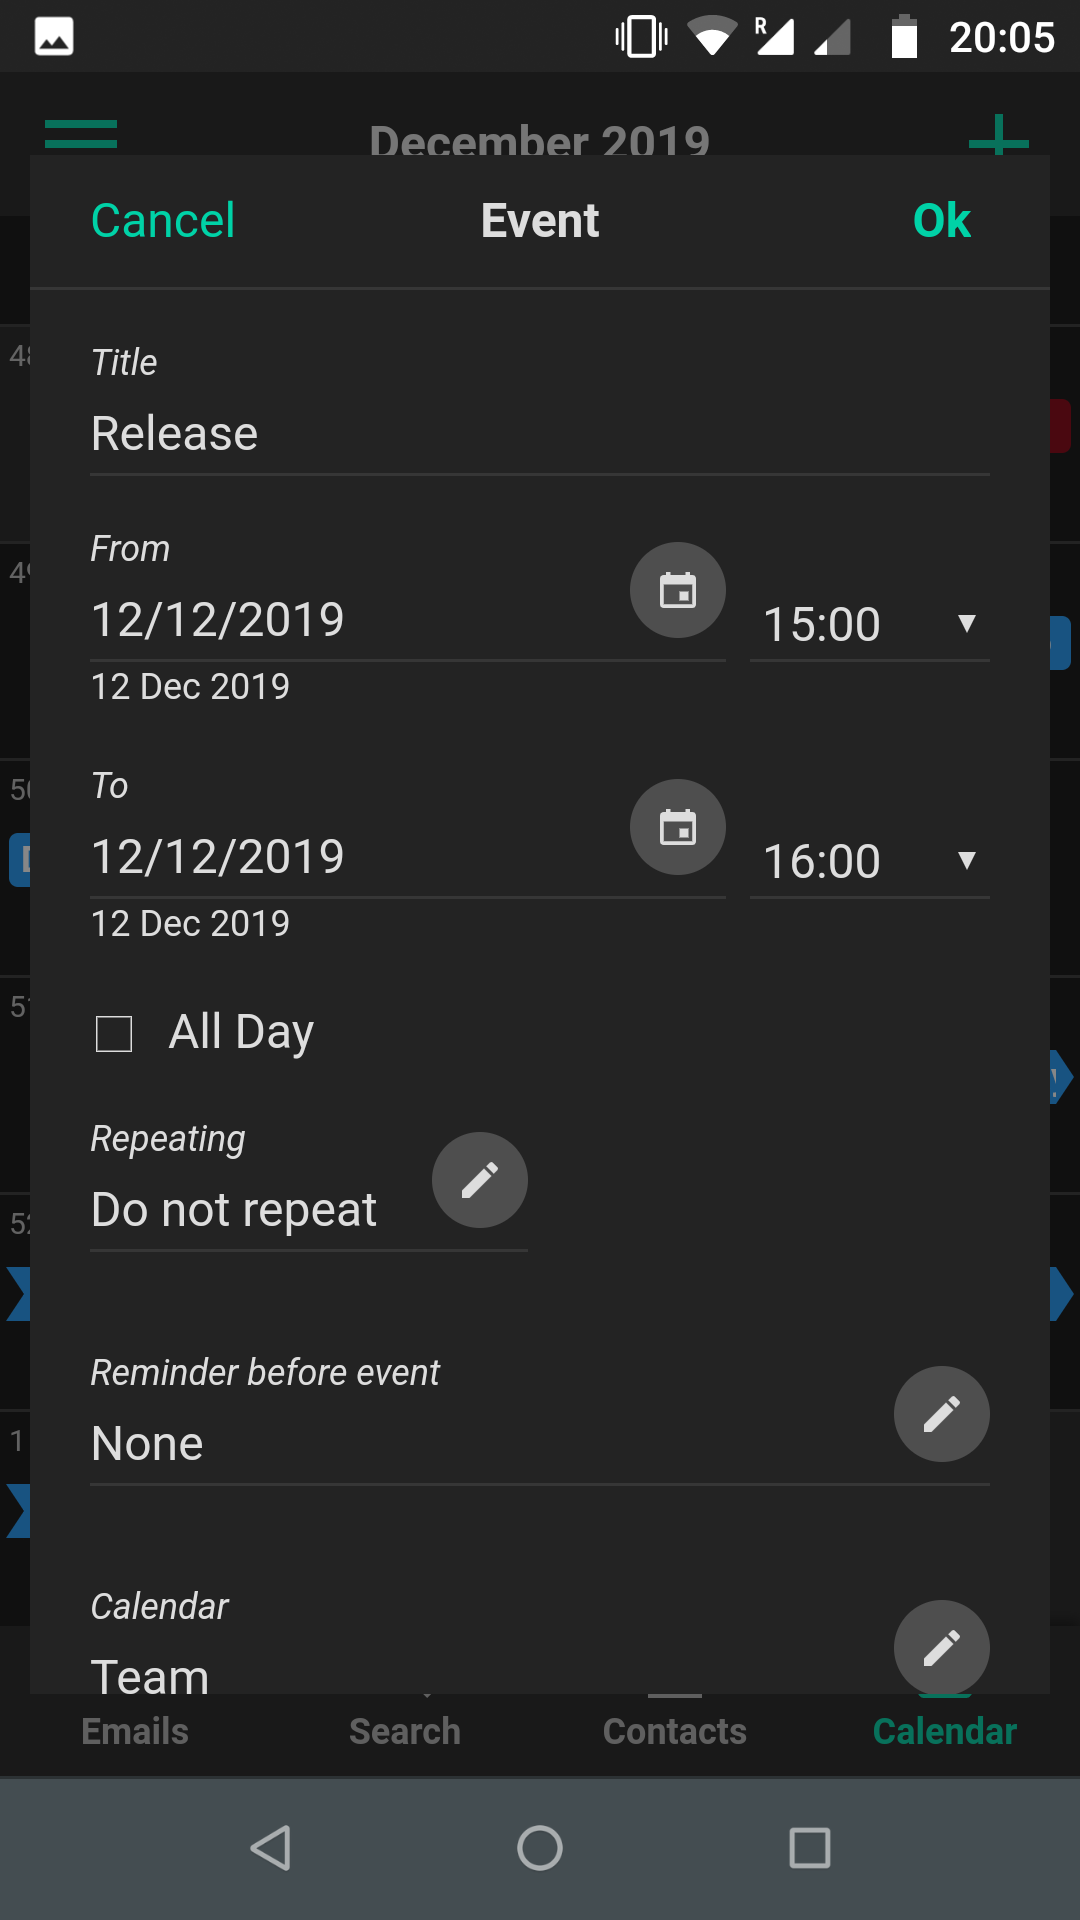 R
20:05
December 2019
Cancel Event Ok
Title
Release
From
12/12/2019 15:00
12 Dec 2019
To
12/12/2019 16:00
12 Dec 2019
All Day
Repeating
Do not repeat
Reminder before event
None
Calendar
Team
1
Emails Search Contacts Calendar